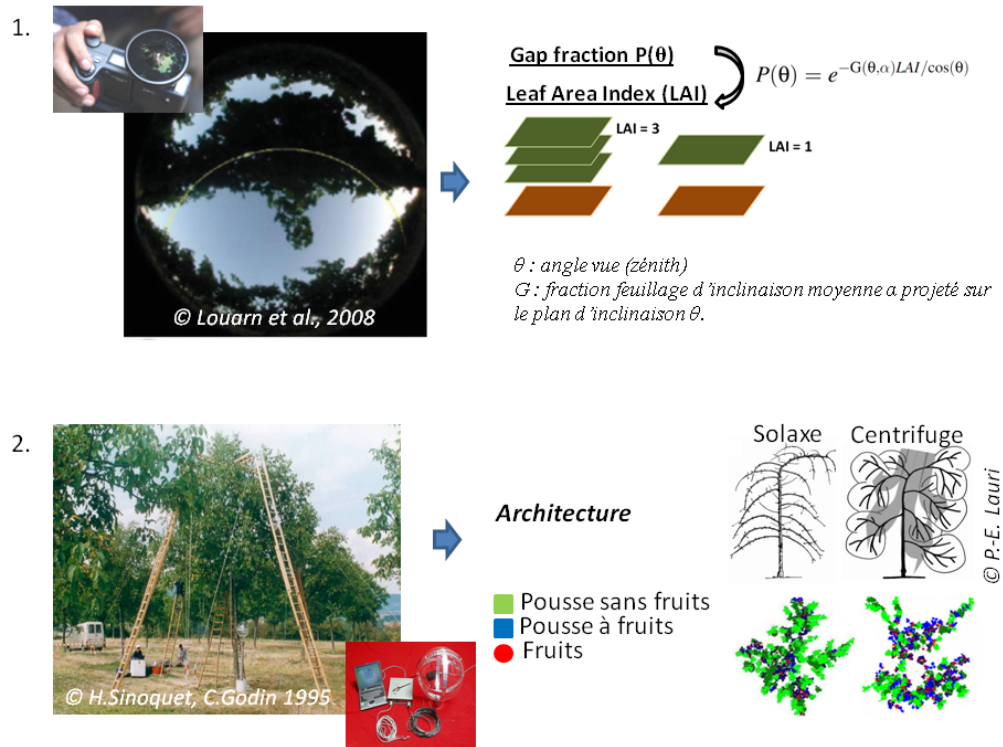 1.
© Louarn et al., 2008
Gap fraction P(θ)
Leaf Area Index (LAI)
P(θ) = e^{−G(θ,α)LAI/cos(θ)}
LAI = 3
LAI = 1
θ : angle vue (zénith)
G : fraction feuillage d 'inclinaison moyenne α projeté sur
le plan d 'inclinaison θ.
2.
© H.Sinoquet, C.Godin 1995
Architecture
Pousse sans fruits
Pousse à fruits
Fruits
Solaxe
Centrifuge
© P.-E. Lauri